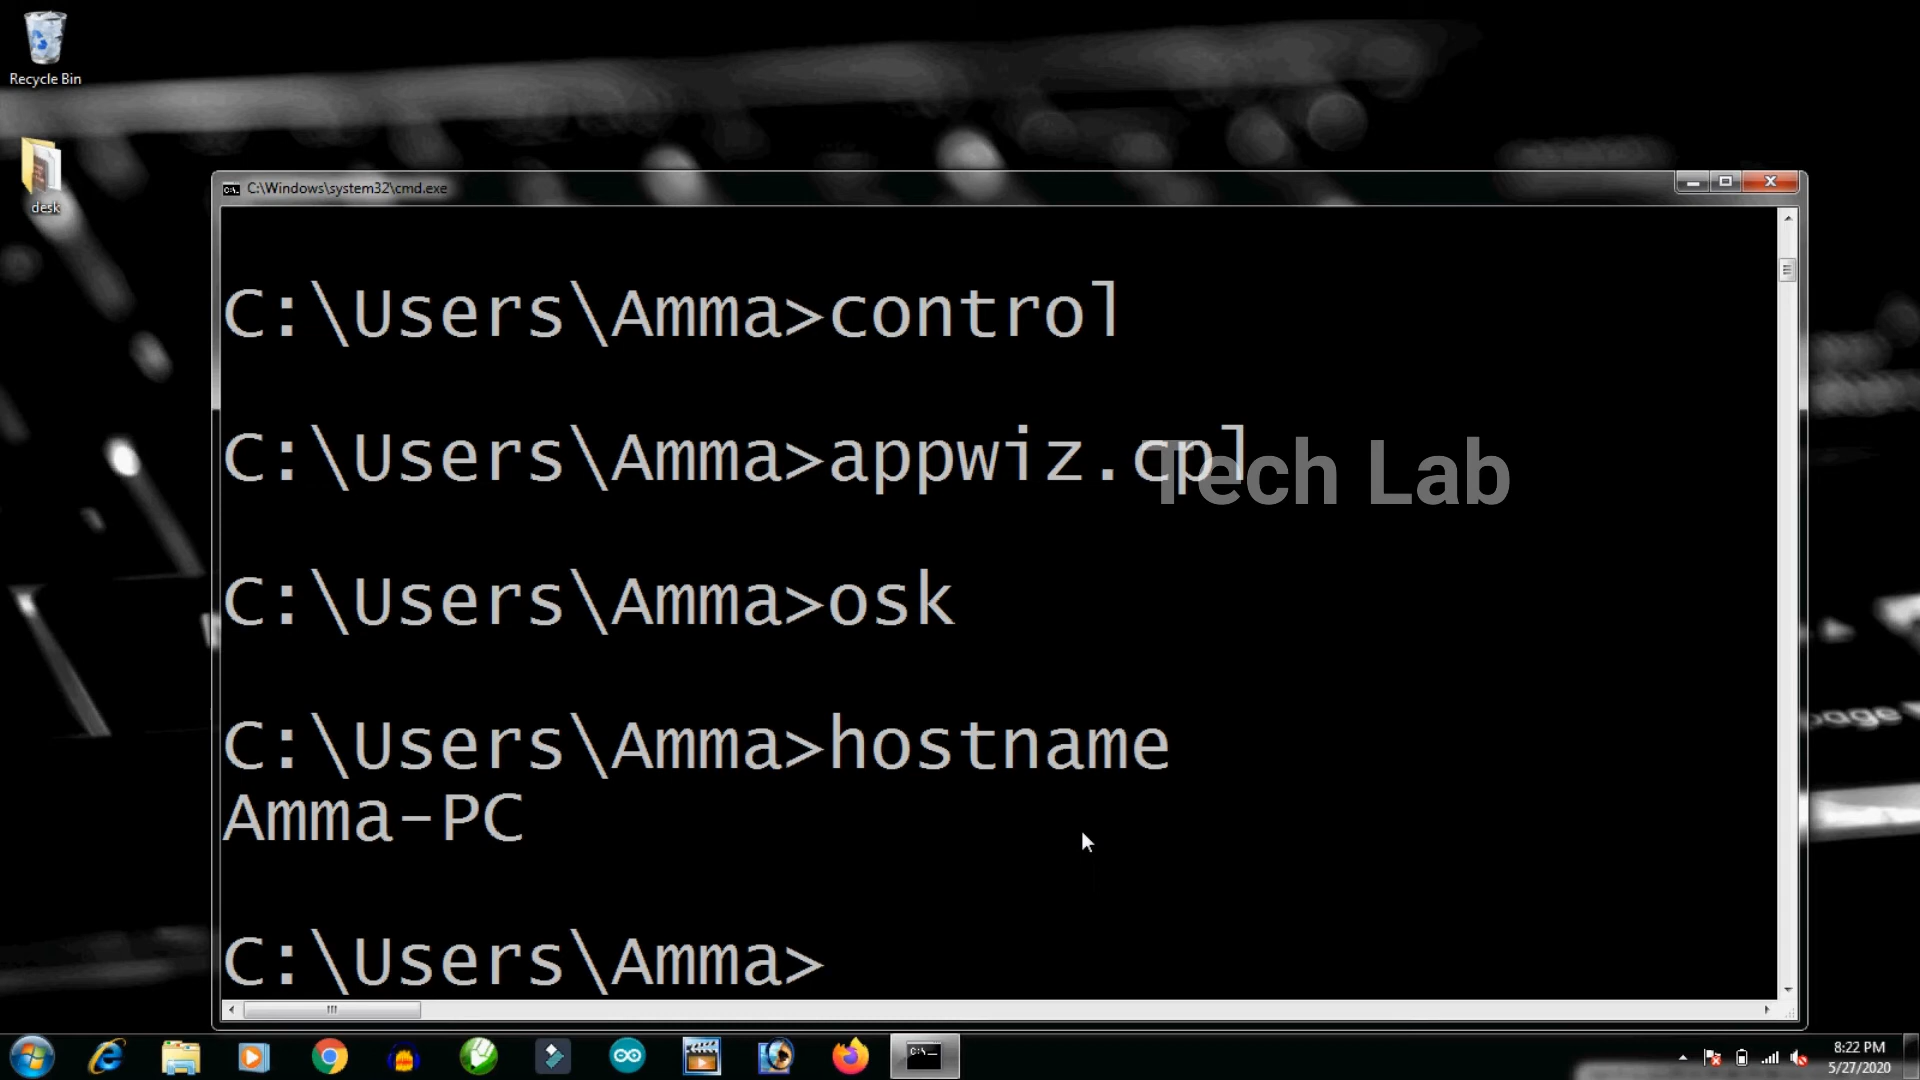 Recycle Bin
desk
C:\Windows\system32\cmd.exe
C:\Users\Amma>control
C:\Users\Amma>appwiz.cpl
Tech Lab
C:\Users\Amma>osk
C:\Users\Amma>hostname
Amma-PC
page
C:\Users\Amma>
8:22 PM
5/27/2020